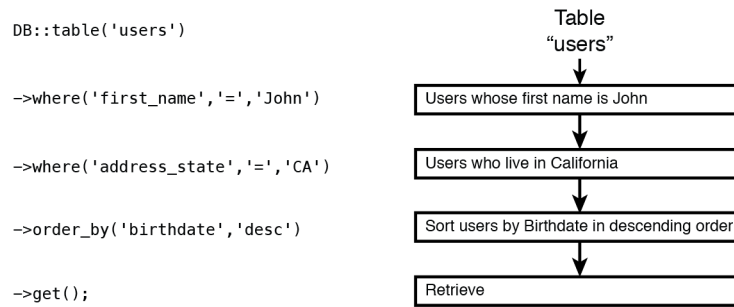 DB::table('users')
Table
“users”
->where('first_name','=','John')
Users whose first name is John
->where('address_state','=','CA')
Users who live in California
->order_by('birthdate','desc')
Sort users by Birthdate in descending order
->get();
Retrieve